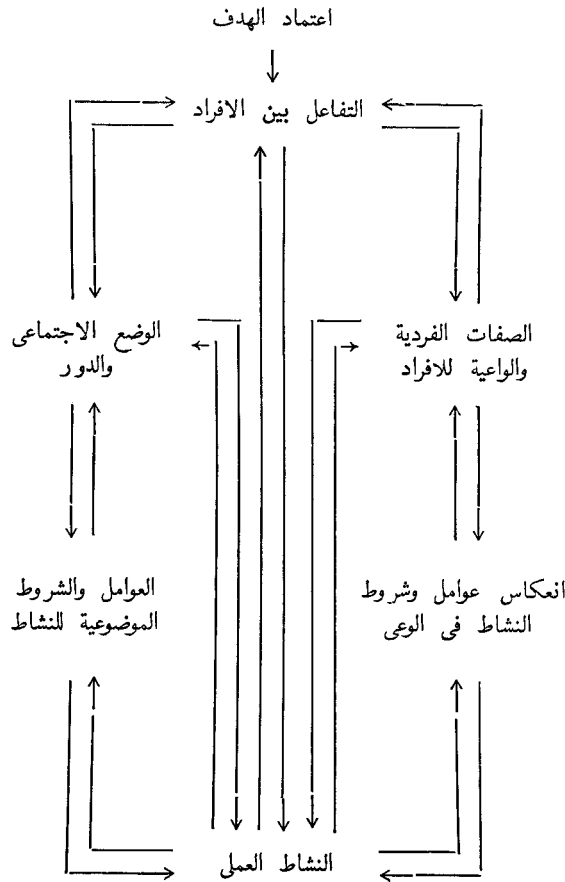 اعتماد الهدف
التفاعل بين الافراد
الصفات الفردية
والواعية للافراد
الوضع الاجتماعى
والدور
انعكاس عوامل وشروط
النشاط فى الوعى
العوامل والشروط
الموضوعية للنشاط
النشاط العملى